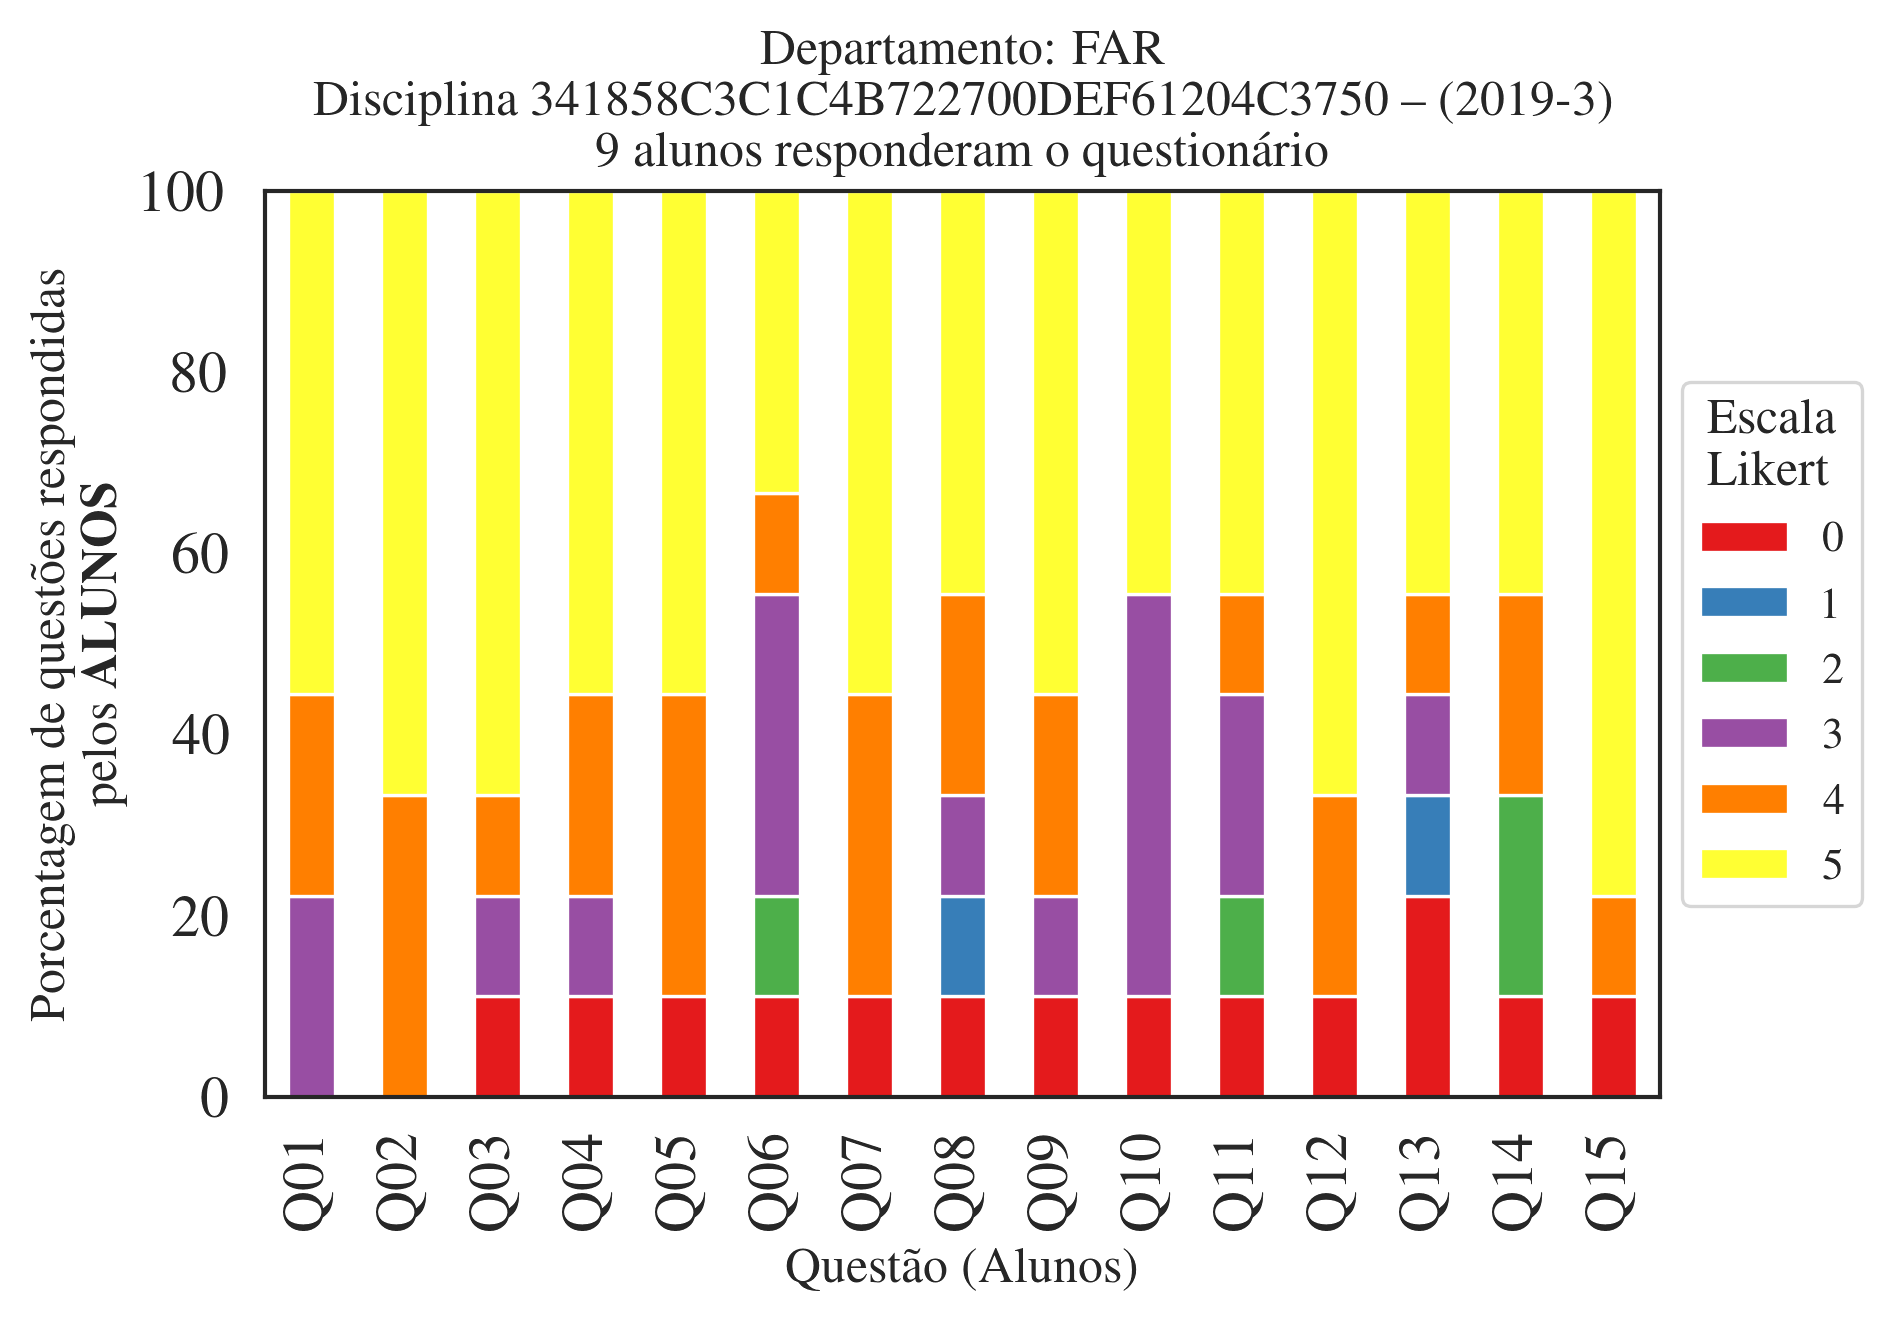 Departamento: FAR
Disciplina 341858C3C1C4B722700DEF61204C3750 – (2019-3)
9 alunos responderam o questionário
Porcentagem de questões respondidas
pelos ALUNOS
100
80
60
40
20
0
Q01
Q02
Q03
Q04
Q05
Q06
Q07
Q08
Q09
Q10
Q11
Q12
Q13
Q14
Q15
Questão (Alunos)
Escala
Likert
0
1
2
3
4
5